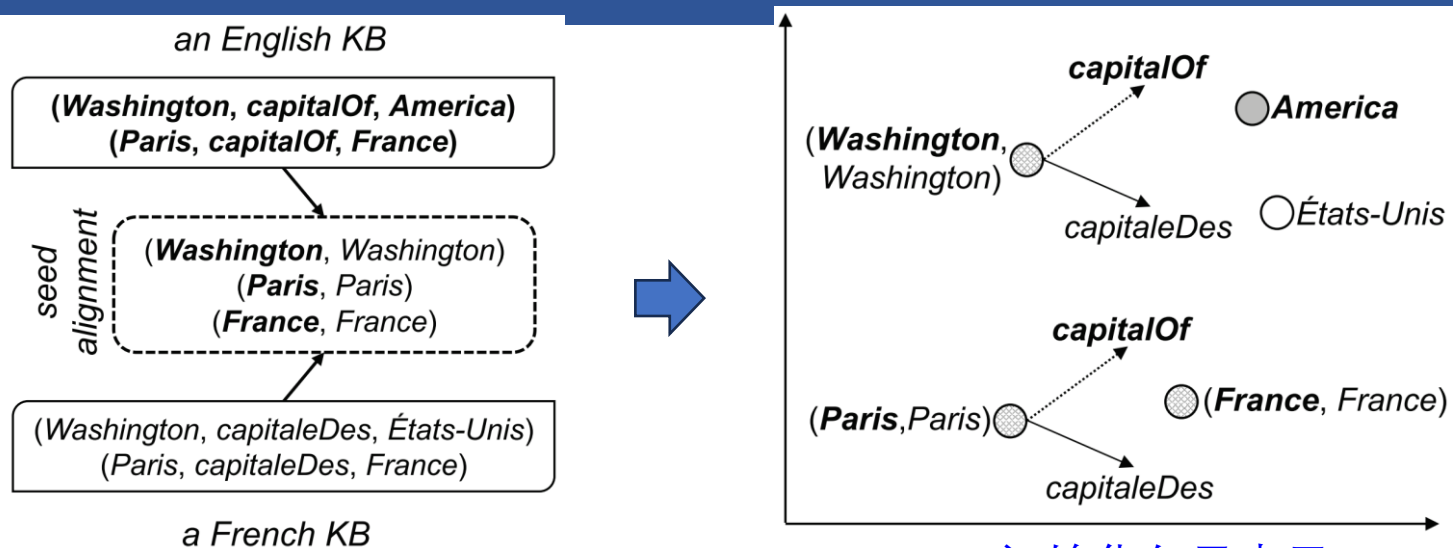 an English KB
(Washington, capitalOf, America)
(Paris, capitalOf, France)
seed
alignment
(Washington, Washington)
(Paris, Paris)
(France, France)
(Washington, capitaleDes, États-Unis)
(Paris, capitaleDes, France)
a French KB
capitalOf
America
(Washington,
Washington)
capitaleDes
États-Unis
capitalOf
(Paris,Paris)
(France, France)
capitaleDes